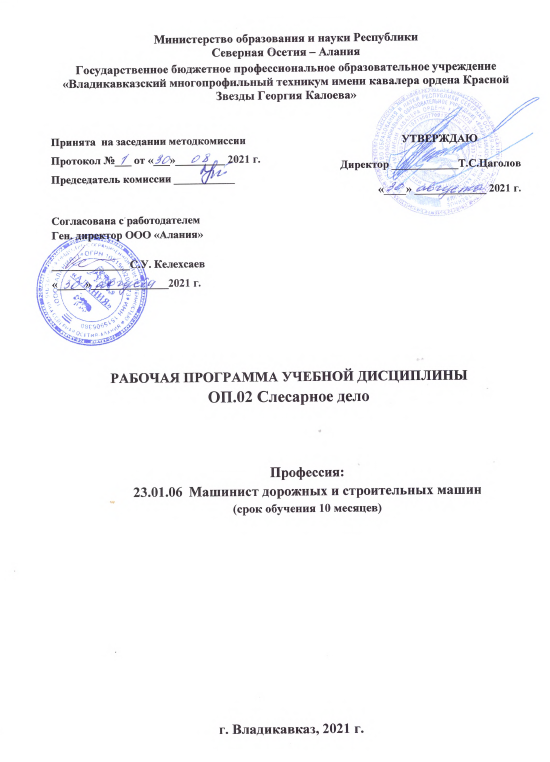 Министерство образования и науки Республики
Северная Осетия – Алания
Государственное бюджетное профессиональное образовательное учреждение
«Владикавказский многопрофильный техникум имени кавалера ордена Красной
Звезды Георгия Калоева»
Принята на заседании методкомиссии
Протокол № 1 от «30» 08 2021 г.
Председатель комиссии
УТВЕРЖДАЮ
Директор Т.С.Цаголов
«30» августа 2021 г.
Согласована с работодателем
Ген. директор ООО «Алания»
С.У. Келехсаев
«30» августа 2021 г.
РАБОЧАЯ ПРОГРАММА УЧЕБНОЙ ДИСЦИПЛИНЫ
ОП.02 Слесарное дело
Профессия:
23.01.06 Машинист дорожных и строительных машин
(срок обучения 10 месяцев)
г. Владикавказ, 2021 г.